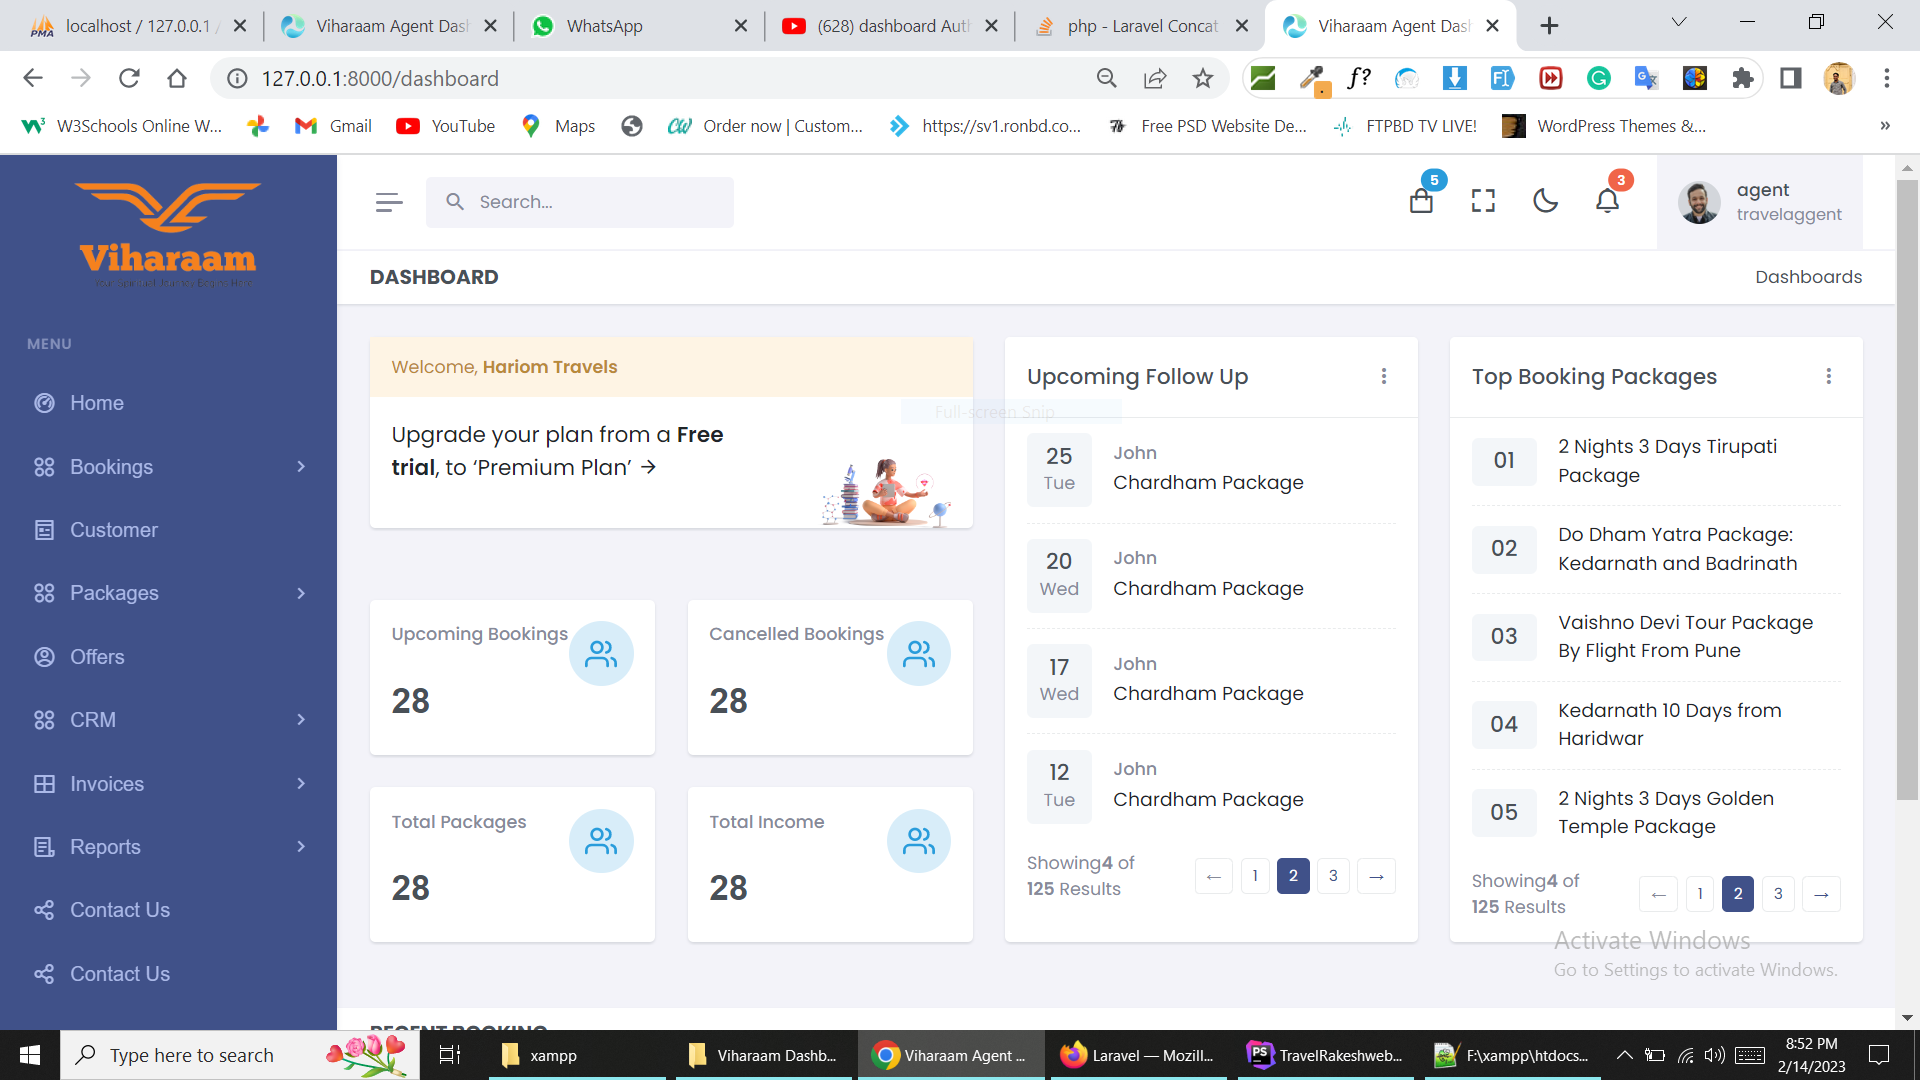 localhost / 127.0.0.1 /
Viharaam Agent Dash
WhatsApp
(628) dashboard Auth
php - Laravel Concat
Viharaam Agent Dash
127.0.0.1:8000/dashboard
W3Schools Online W...
Gmail
YouTube
Maps
Order now | Custom...
https://sv1.ronbd.co...
Free PSD Website De...
FTPBD TV LIVE!
WordPress Themes &...
»
Viharaam
Search...
5
3
agent
travelaggent
DASHBOARD
Dashboards
MENU
Home
Bookings
Customer
Packages
Offers
CRM
Invoices
Reports
Contact Us
Contact Us
Welcome, Hariom Travels
Upgrade your plan from a Free
trial, to ‘Premium Plan’ →
Full-screen Snip
Upcoming Bookings
28
Cancelled Bookings
28
Total Packages
28
Total Income
28
Upcoming Follow Up
25
Tue
John
Chardham Package
20
Wed
John
Chardham Package
17
Wed
John
Chardham Package
12
Tue
John
Chardham Package
Showing4 of
125 Results
← 1 2 3 →
Top Booking Packages
01
2 Nights 3 Days Tirupati
Package
02
Do Dham Yatra Package:
Kedarnath and Badrinath
03
Vaishno Devi Tour Package
By Flight From Pune
04
Kedarnath 10 Days from
Haridwar
05
2 Nights 3 Days Golden
Temple Package
Showing4 of
125 Results
← 1 2 3 →
Activate Windows
Go to Settings to activate Windows.
RECENT BOOKING
Type here to search
xampp
Viharaam Dashb...
Viharaam Agent ...
Laravel — Mozill...
TravelRakeshweb...
F:\xampp\htdocs...
8:52 PM
2/14/2023